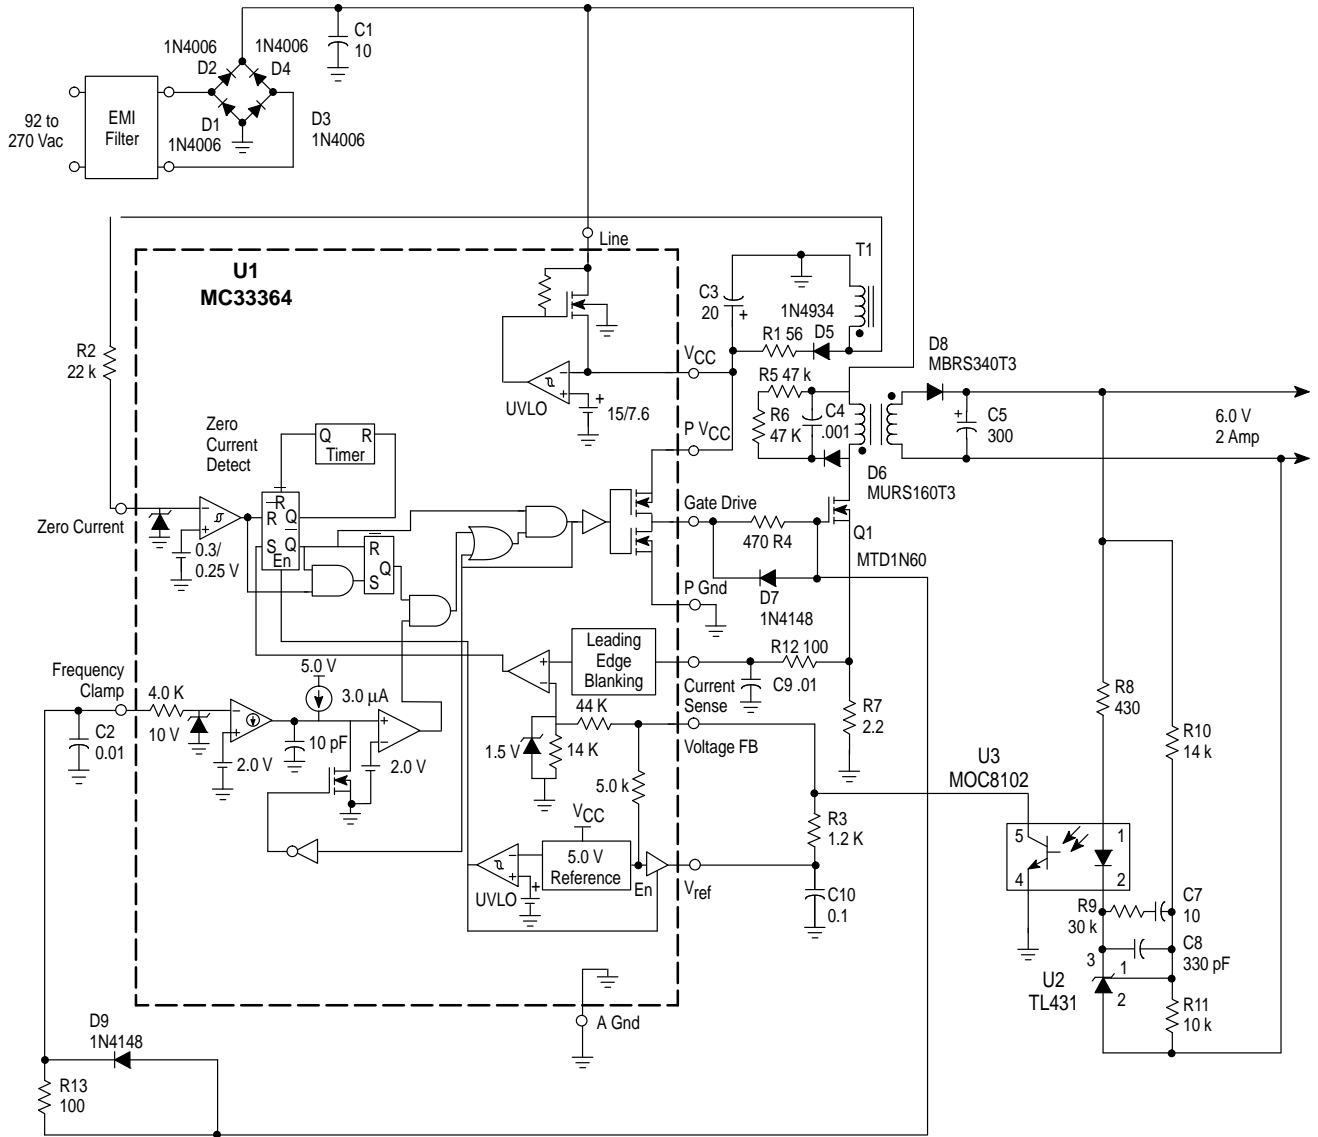 C1
10
1N4006
1N4006
D2
D4
EMI
Filter
92 to
270 Vac
D1
1N4006
D3
1N4006
Line
U1
MC33364
T1
C3
20
+
1N4934
R1 56
D5
R2
22 k
VCC
D8
MBRS340T3
UVLO
−
+
+
15/7.6
R5 47 k
R6
47 K
C4
.001
+
C5
300
6.0 V
2 Amp
P VCC
D6
MURS160T3
Zero
Current
Detect
Q
R
Timer
Zero Current
−
+
0.3/
0.25 V
R
R
Q
S
Q
En
R
Q
S
Gate Drive
470 R4
Q1
MTD1N60
D7
1N4148
P Gnd
Leading
Edge
Blanking
+
−
R12 100
C9 .01
Current
Sense
Frequency
Clamp
5.0 V
3.0 µA
4.0 K
10 V
C2
0.01
−
+
2.0 V
10 pF
+
−
2.0 V
44 K
1.5 V
14 K
Voltage FB
R7
2.2
R8
430
R10
14 k
5.0 k
U3
MOC8102
VCC
R3
1.2 K
5
4
1
2
UVLO
−
+
+
5.0 V
Reference
En
Vref
C10
0.1
R9
30 k
C7
10
C8
330 pF
3
1
2
U2
TL431
R11
10 k
A Gnd
D9
1N4148
R13
100